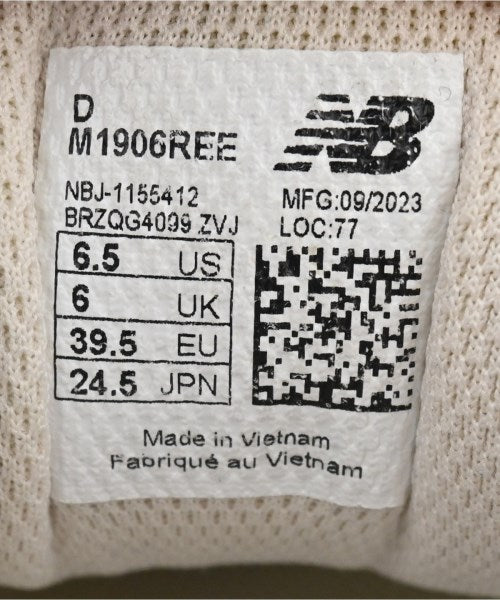 D
M1906REE
NB
NBJ-1155412
BRZQG4099 ZVJ
MFG:09/2023
LOC:77
6.5 US
6 UK
39.5 EU
24.5 JPN
Made in Vietnam
Fabriqué au Vietnam